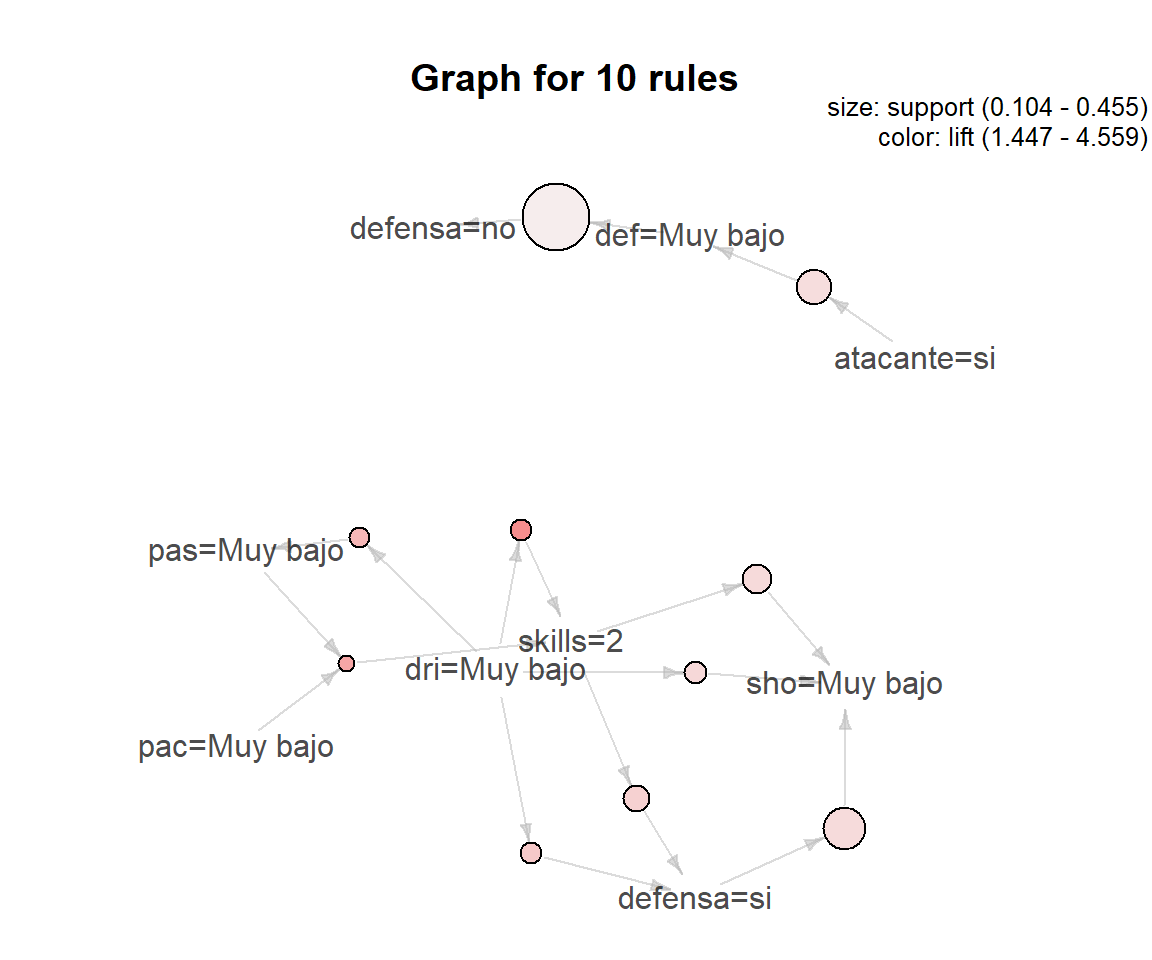 Graph for 10 rules
size: support (0.104 - 0.455)
color: lift (1.447 - 4.559)
defensa=no
def=Muy bajo
atacante=si
pas=Muy bajo
skills=2
dri=Muy bajo
sho=Muy bajo
pac=Muy bajo
defensa=si